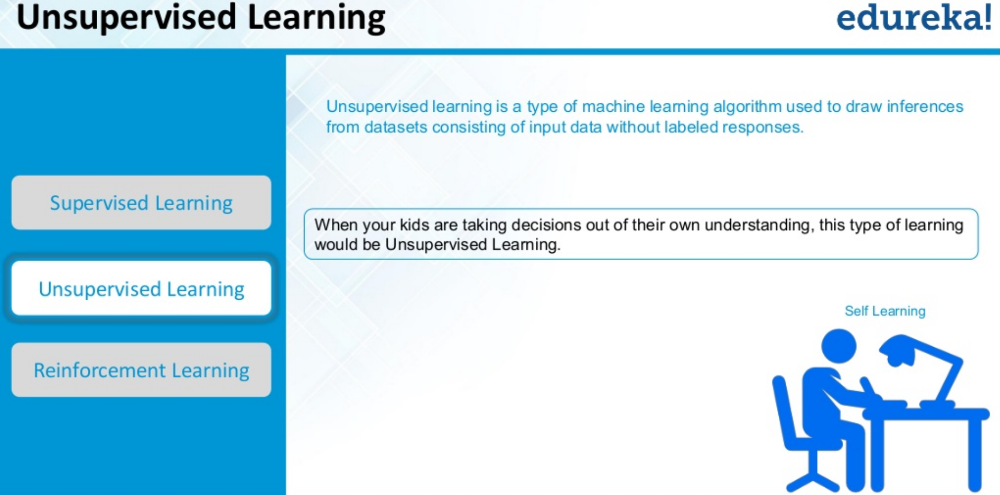 Unsupervised Learning
edureka!
Supervised Learning
Unsupervised Learning
Reinforcement Learning
Unsupervised learning is a type of machine learning algorithm used to draw inferences
from datasets consisting of input data without labeled responses.
When your kids are taking decisions out of their own understanding, this type of learning
would be Unsupervised Learning.
Self Learning